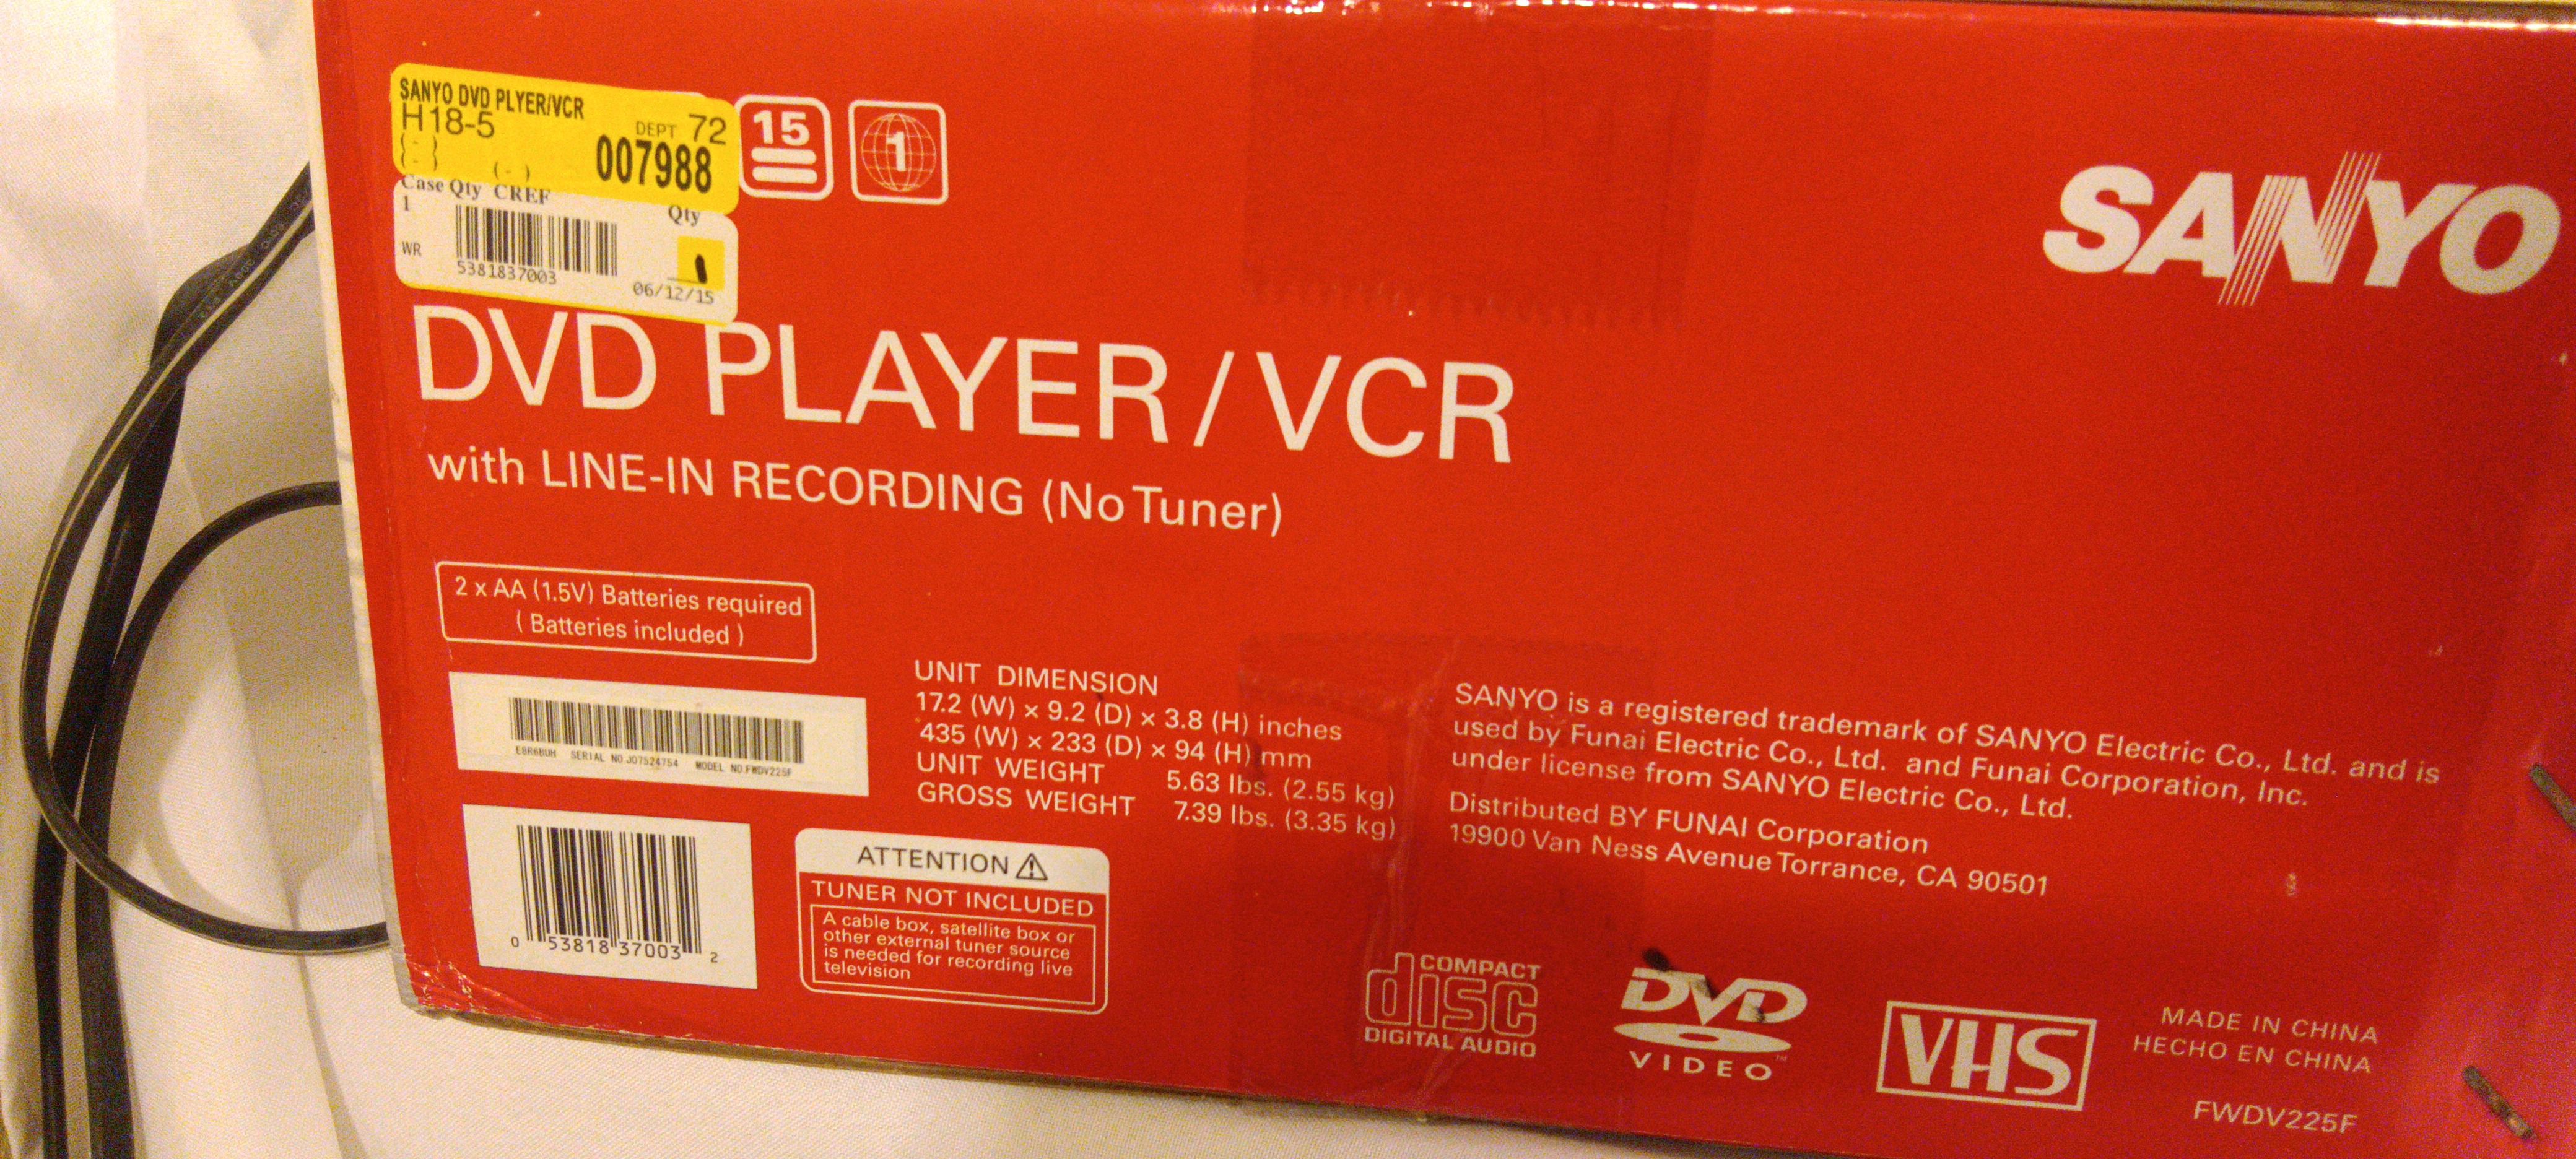 SANYO DVD PLYER/VCR
H18-5 DEPT 72
007988
(-)
(-) (-)
Case Qty CREF Qty
1
WR
5381837003
06/12/15
15
1
SANYO
DVD PLAYER / VCR
with LINE-IN RECORDING (No Tuner)
2 x AA (1.5V) Batteries required
( Batteries included )
E8R6BUH SERIAL NO.J07524754 MODEL NO.FWDV225F
UNIT DIMENSION
17.2 (W) × 9.2 (D) × 3.8 (H) inches
435 (W) × 233 (D) × 94 (H) mm
UNIT WEIGHT 5.63 lbs. (2.55 kg)
GROSS WEIGHT 7.39 lbs. (3.35 kg)
SANYO is a registered trademark of SANYO Electric Co., Ltd. and is
used by Funai Electric Co., Ltd. and Funai Corporation, Inc.
under license from SANYO Electric Co., Ltd.
Distributed BY FUNAI Corporation
19900 Van Ness Avenue Torrance, CA 90501
0 53818 37003 2
ATTENTION
TUNER NOT INCLUDED
A cable box, satellite box or
other external tuner source
is needed for recording live
television
COMPACT
disc
DIGITAL AUDIO
DVD
VIDEO™
VHS
MADE IN CHINA
HECHO EN CHINA
FWDV225F